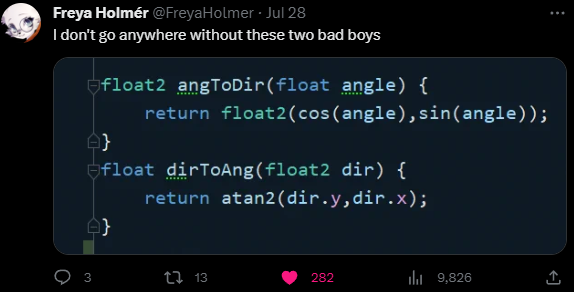 Freya Holmér @FreyaHolmer · Jul 28
I don't go anywhere without these two bad boys
float2 angToDir(float angle) {
return float2(cos(angle),sin(angle));
}
float dirToAng(float2 dir) {
return atan2(dir.y,dir.x);
}
3 13 282 9,826